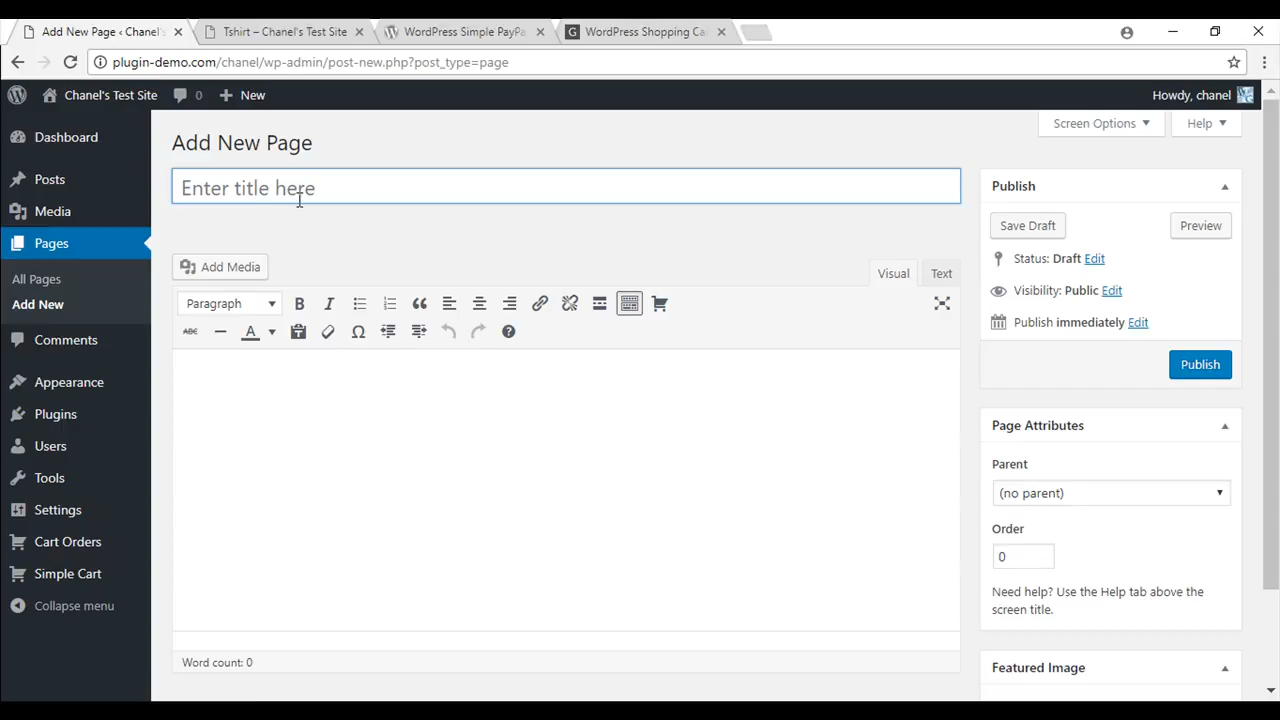 Add New Page ‹ Chanel's
Tshirt – Chanel's Test Site
WordPress Simple PayPa
G WordPress Shopping Ca
plugin-demo.com/chanel/wp-admin/post-new.php?post_type=page
Chanel's Test Site
0
New
Howdy, chanel
Dashboard
Posts
Media
Pages
All Pages
Add New
Comments
Appearance
Plugins
Users
Tools
Settings
Cart Orders
Simple Cart
Collapse menu
Screen Options
Help
Add New Page
Enter title here
Add Media
Visual
Text
Paragraph
B I
ABC A
Word count: 0
Publish
Save Draft
Preview
Status: Draft Edit
Visibility: Public Edit
Publish immediately Edit
Publish
Page Attributes
Parent
(no parent)
Order
0
Need help? Use the Help tab above the
screen title.
Featured Image